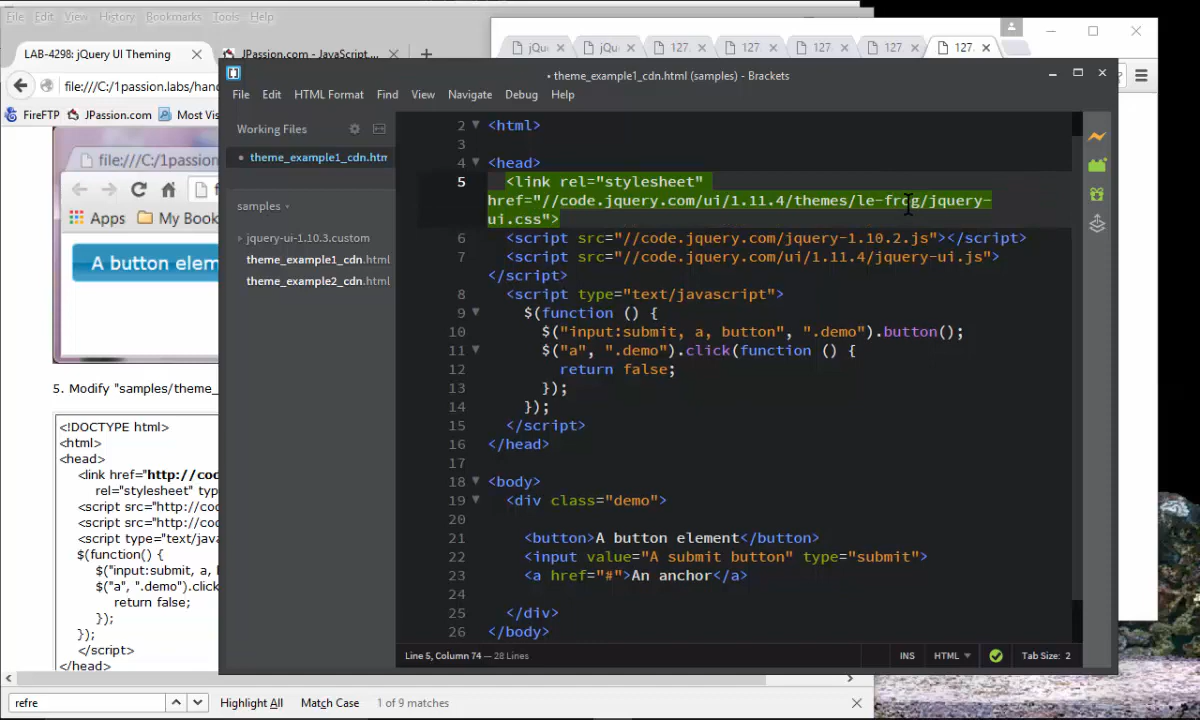 File Edit View History Bookmarks Tools Help
LAB-4298: jQuery UI Theming
JPassion.com - JavaScript...
jQu jQu 127. 127. 127. 127. 127.
file:///C:/1passion.labs/hand
FireFTP JPassion.com Most Vis
file:///C:/1passion
A button elem
5. Modify "samples/theme_
<!DOCTYPE html>
<html>
<head>
<link href="http://coc
rel="stylesheet" typ
<script src="http://coc
<script src="http://coc
<script type="text/java
$(function() {
$("input:submit, a, b
$("a", ".demo").click
return false;
});
});
</script>
</head>
refre
Highlight All Match Case 1 of 9 matches
• theme_example1_cdn.html (samples) - Brackets
File Edit HTML Format Find View Navigate Debug Help
Working Files
theme_example1_cdn.htm
samples
jquery-ui-1.10.3.custom
theme_example1_cdn.html
theme_example2_cdn.html
2 <html>
3
4 <head>
5 <link rel="stylesheet"
href="//code.jquery.com/ui/1.11.4/themes/le-frog/jquery-
ui.css">
6 <script src="//code.jquery.com/jquery-1.10.2.js"></script>
7 <script src="//code.jquery.com/ui/1.11.4/jquery-ui.js">
</script>
8 <script type="text/javascript">
9 $(function () {
10 $("input:submit, a, button", ".demo").button();
11 $("a", ".demo").click(function () {
12 return false;
13 });
14 });
15 </script>
16 </head>
17
18 <body>
19 <div class="demo">
20
21 <button>A button element</button>
22 <input value="A submit button" type="submit">
23 <a href="#">An anchor</a>
24
25 </div>
26 </body>
Line 5, Column 74 — 28 Lines
INS HTML Tab Size: 2